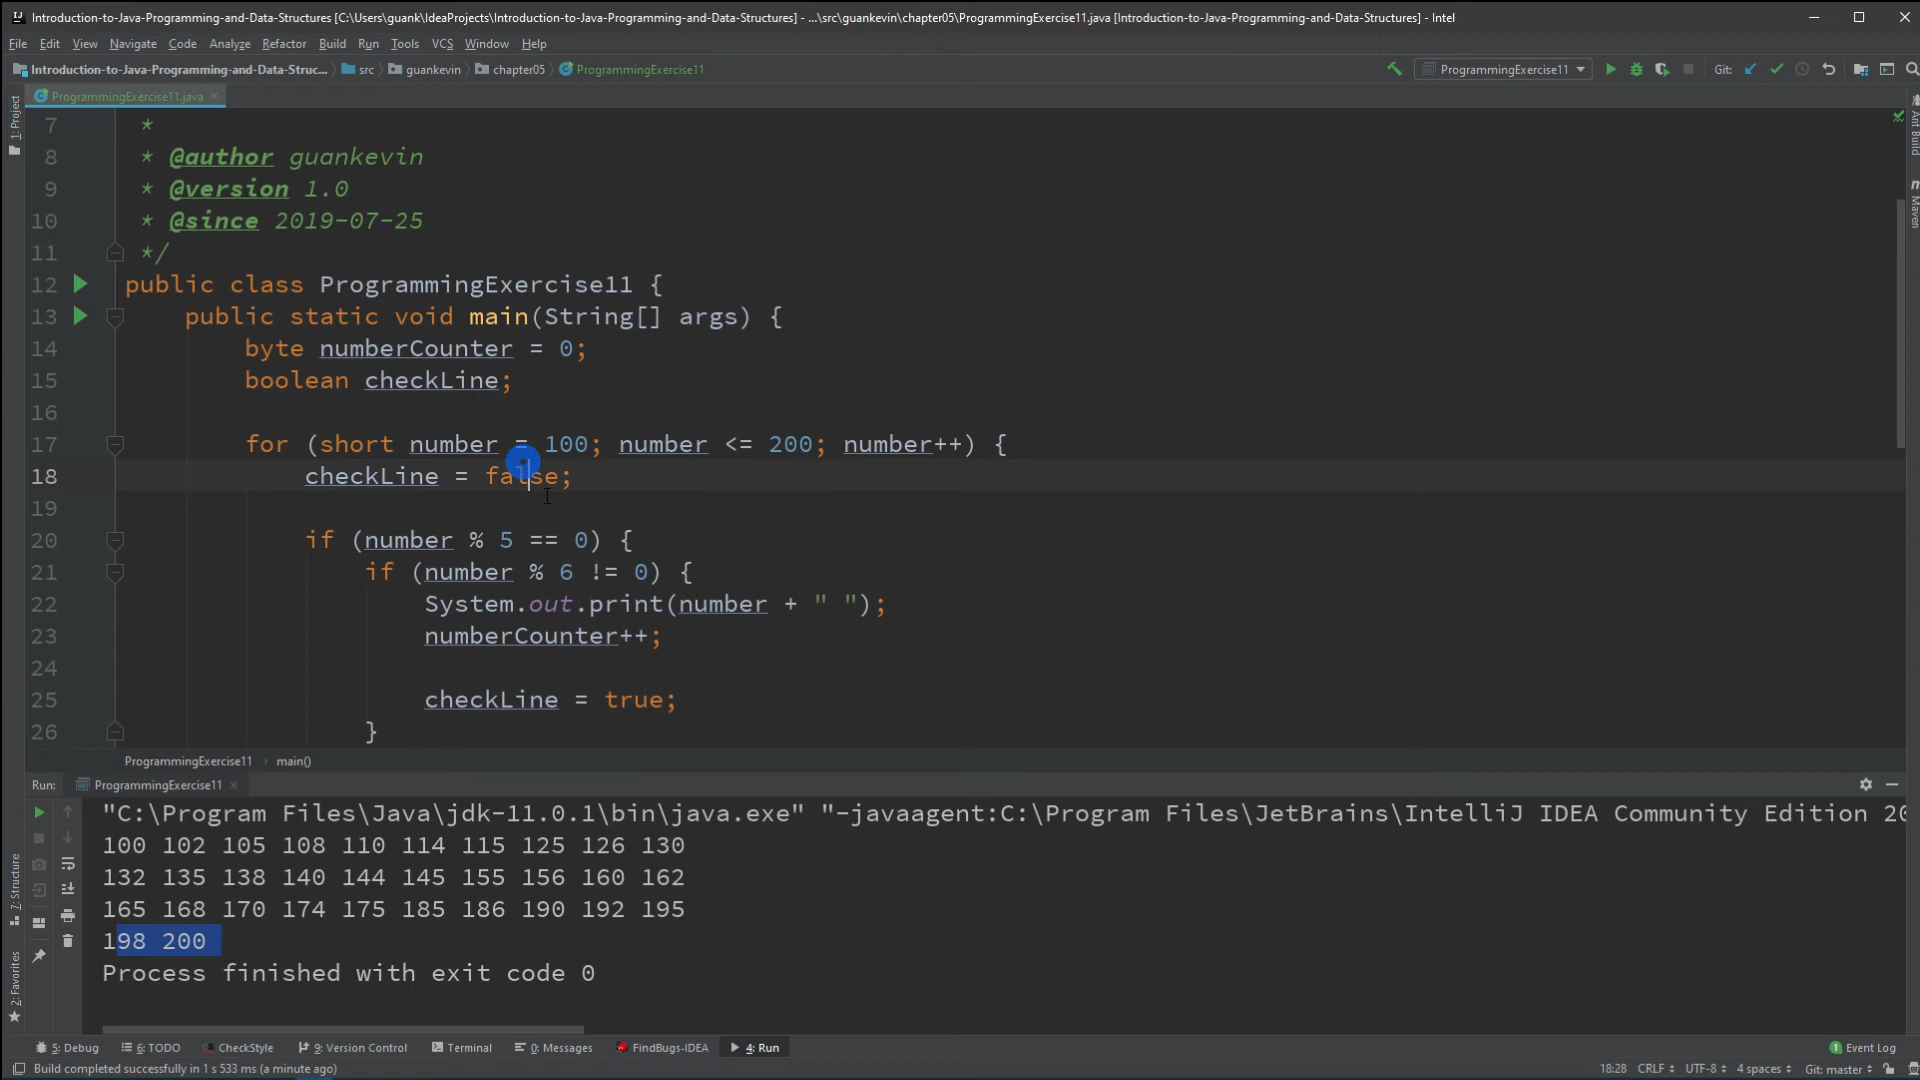 Introduction-to-Java-Programming-and-Data-Structures [C:\Users\guank\IdeaProjects\Introduction-to-Java-Programming-and-Data-Structures] - ...\src\guankevin\chapter05\ProgrammingExercise11.java [Introduction-to-Java-Programming-and-Data-Structures] - Intel
File Edit View Navigate Code Analyze Refactor Build Run Tools VCS Window Help
Introduction-to-Java-Programming-and-Data-Struc... src guankevin chapter05 ProgrammingExercise11 ProgrammingExercise11 Git:
ProgrammingExercise11.java
1: Project
Ant Build
Maven
7 *
8 * @author guankevin
9 * @version 1.0
10 * @since 2019-07-25
11 */
12 public class ProgrammingExercise11 {
13 public static void main(String[] args) {
14 byte numberCounter = 0;
15 boolean checkLine;
16
17 for (short number = 100; number <= 200; number++) {
18 checkLine = false;
19
20 if (number % 5 == 0) {
21 if (number % 6 != 0) {
22 System.out.print(number + " ");
23 numberCounter++;
24
25 checkLine = true;
26 }
ProgrammingExercise11 › main()
Run: ProgrammingExercise11
"C:\Program Files\Java\jdk-11.0.1\bin\java.exe" "-javaagent:C:\Program Files\JetBrains\IntelliJ IDEA Community Edition 20
100 102 105 108 110 114 115 125 126 130
132 135 138 140 144 145 155 156 160 162
165 168 170 174 175 185 186 190 192 195
198 200
Process finished with exit code 0
7: Structure
2: Favorites
5: Debug 6: TODO CheckStyle 9: Version Control Terminal 0: Messages FindBugs-IDEA 4: Run 1 Event Log
Build completed successfully in 1 s 533 ms (a minute ago) 18:28 CRLF UTF-8 4 spaces Git: master